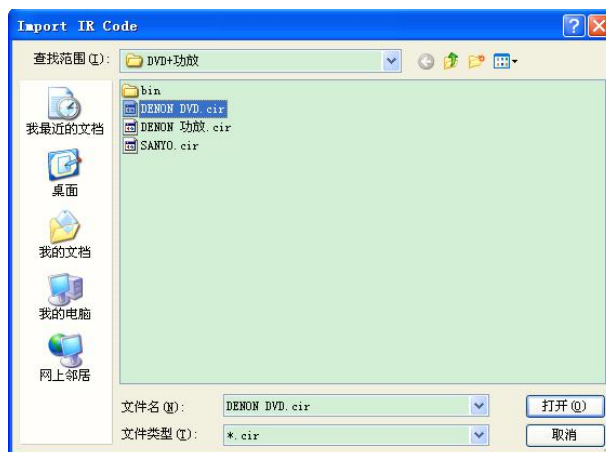 Import IR Code
查找范围(I):
DVD+功放
bin
DENON DVD.cir
DENON 功放.cir
SANYO.cir
我最近的文档
桌面
我的文档
我的电脑
网上邻居
文件名(N):
DENON DVD.cir
打开(O)
文件类型(T):
*.cir
取消